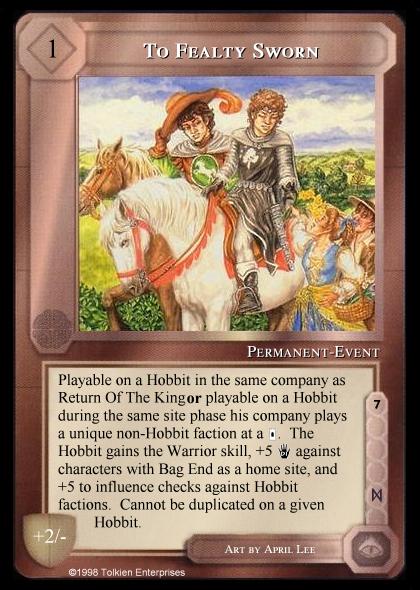 1
TO FEALTY SWORN
PERMANENT-EVENT
Playable on a Hobbit in the same company as
Return Of The Kingor playable on a Hobbit
during the same site phase his company plays
a unique non-Hobbit faction at a . The
Hobbit gains the Warrior skill, +5 against
characters with Bag End as a home site, and
+5 to influence checks against Hobbit
factions. Cannot be duplicated on a given
Hobbit.
7
+2/-
ART BY APRIL LEE
©1998 Tolkien Enterprises